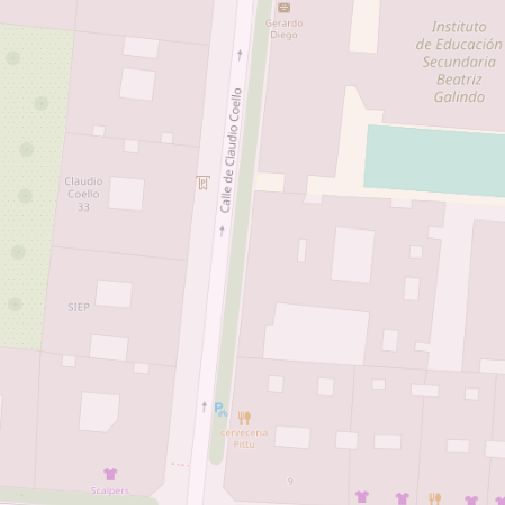 Gerardo
Diego
Instituto
de Educación
Secundaria
Beatriz
Galindo
Calle de Claudio Coello
Claudio
Coello
33
SIEP
P
cervecería
Pittu
9
Scalpers